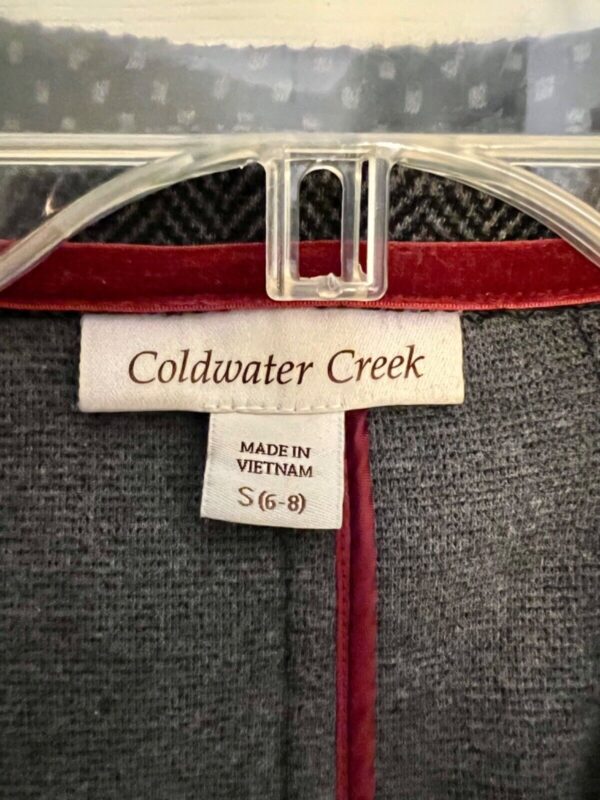 Coldwater Creek
MADE IN
VIETNAM
S (6-8)